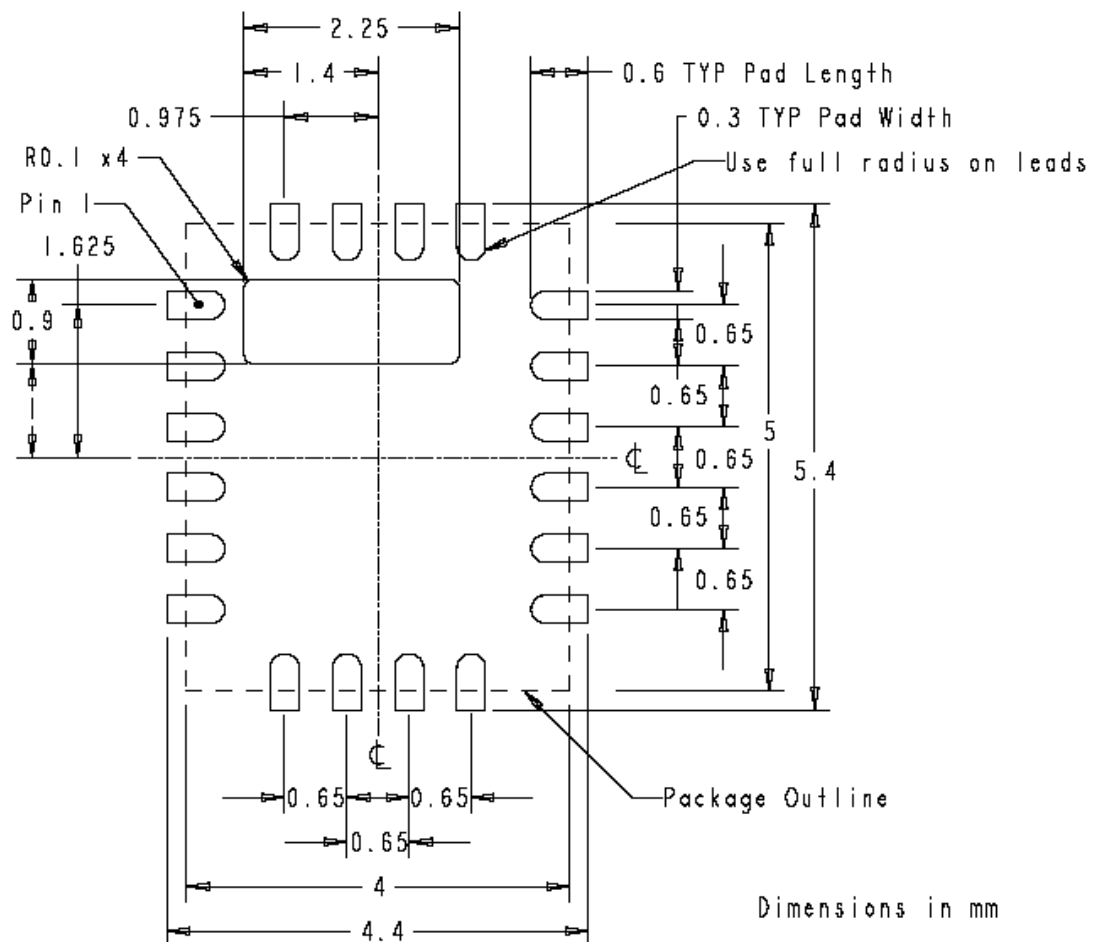 2.25
1.4
0.6 TYP Pad Length
0.975
0.3 TYP Pad Width
R0.1 x4
Use full radius on leads
Pin 1
1.625
0.9
0.65
0.65
5
0.65
5.4
0.65
0.65
℄
℄
0.65
0.65
0.65
Package Outline
4
Dimensions in mm
4.4